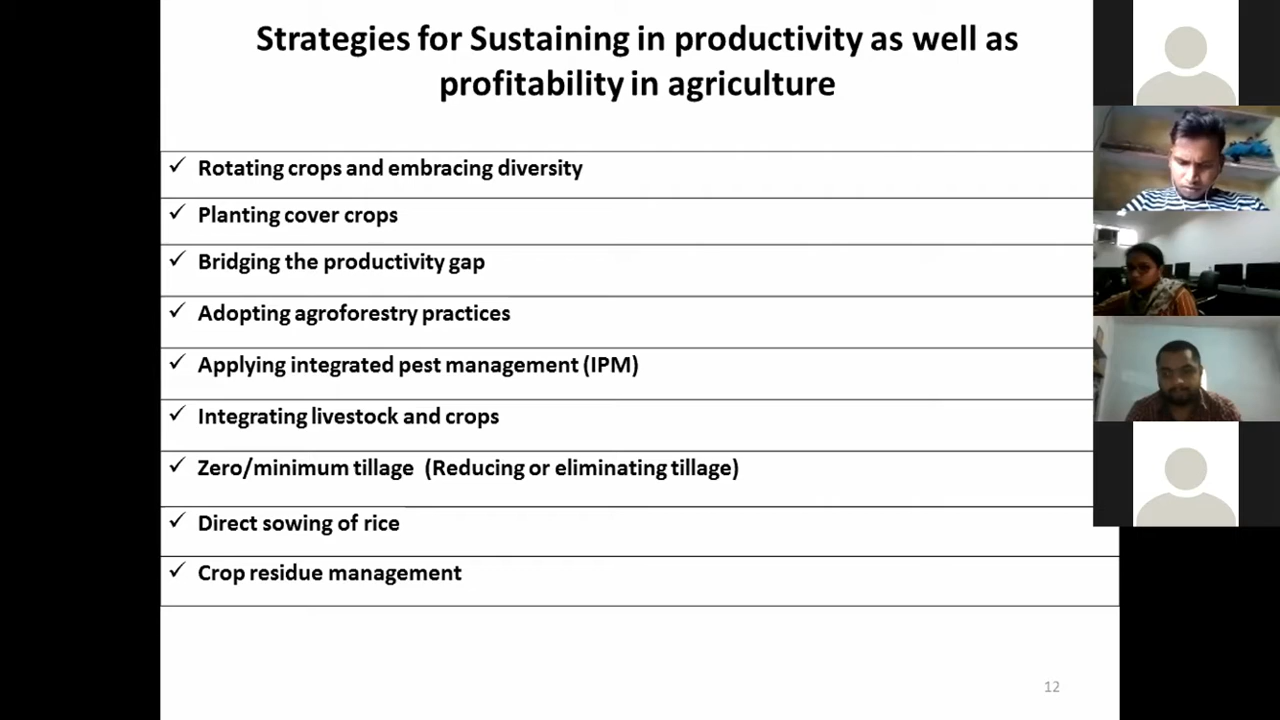 Strategies for Sustaining in productivity as well as
profitability in agriculture
✓ Rotating crops and embracing diversity
✓ Planting cover crops
✓ Bridging the productivity gap
✓ Adopting agroforestry practices
✓ Applying integrated pest management (IPM)
✓ Integrating livestock and crops
✓ Zero/minimum tillage (Reducing or eliminating tillage)
✓ Direct sowing of rice
✓ Crop residue management
12